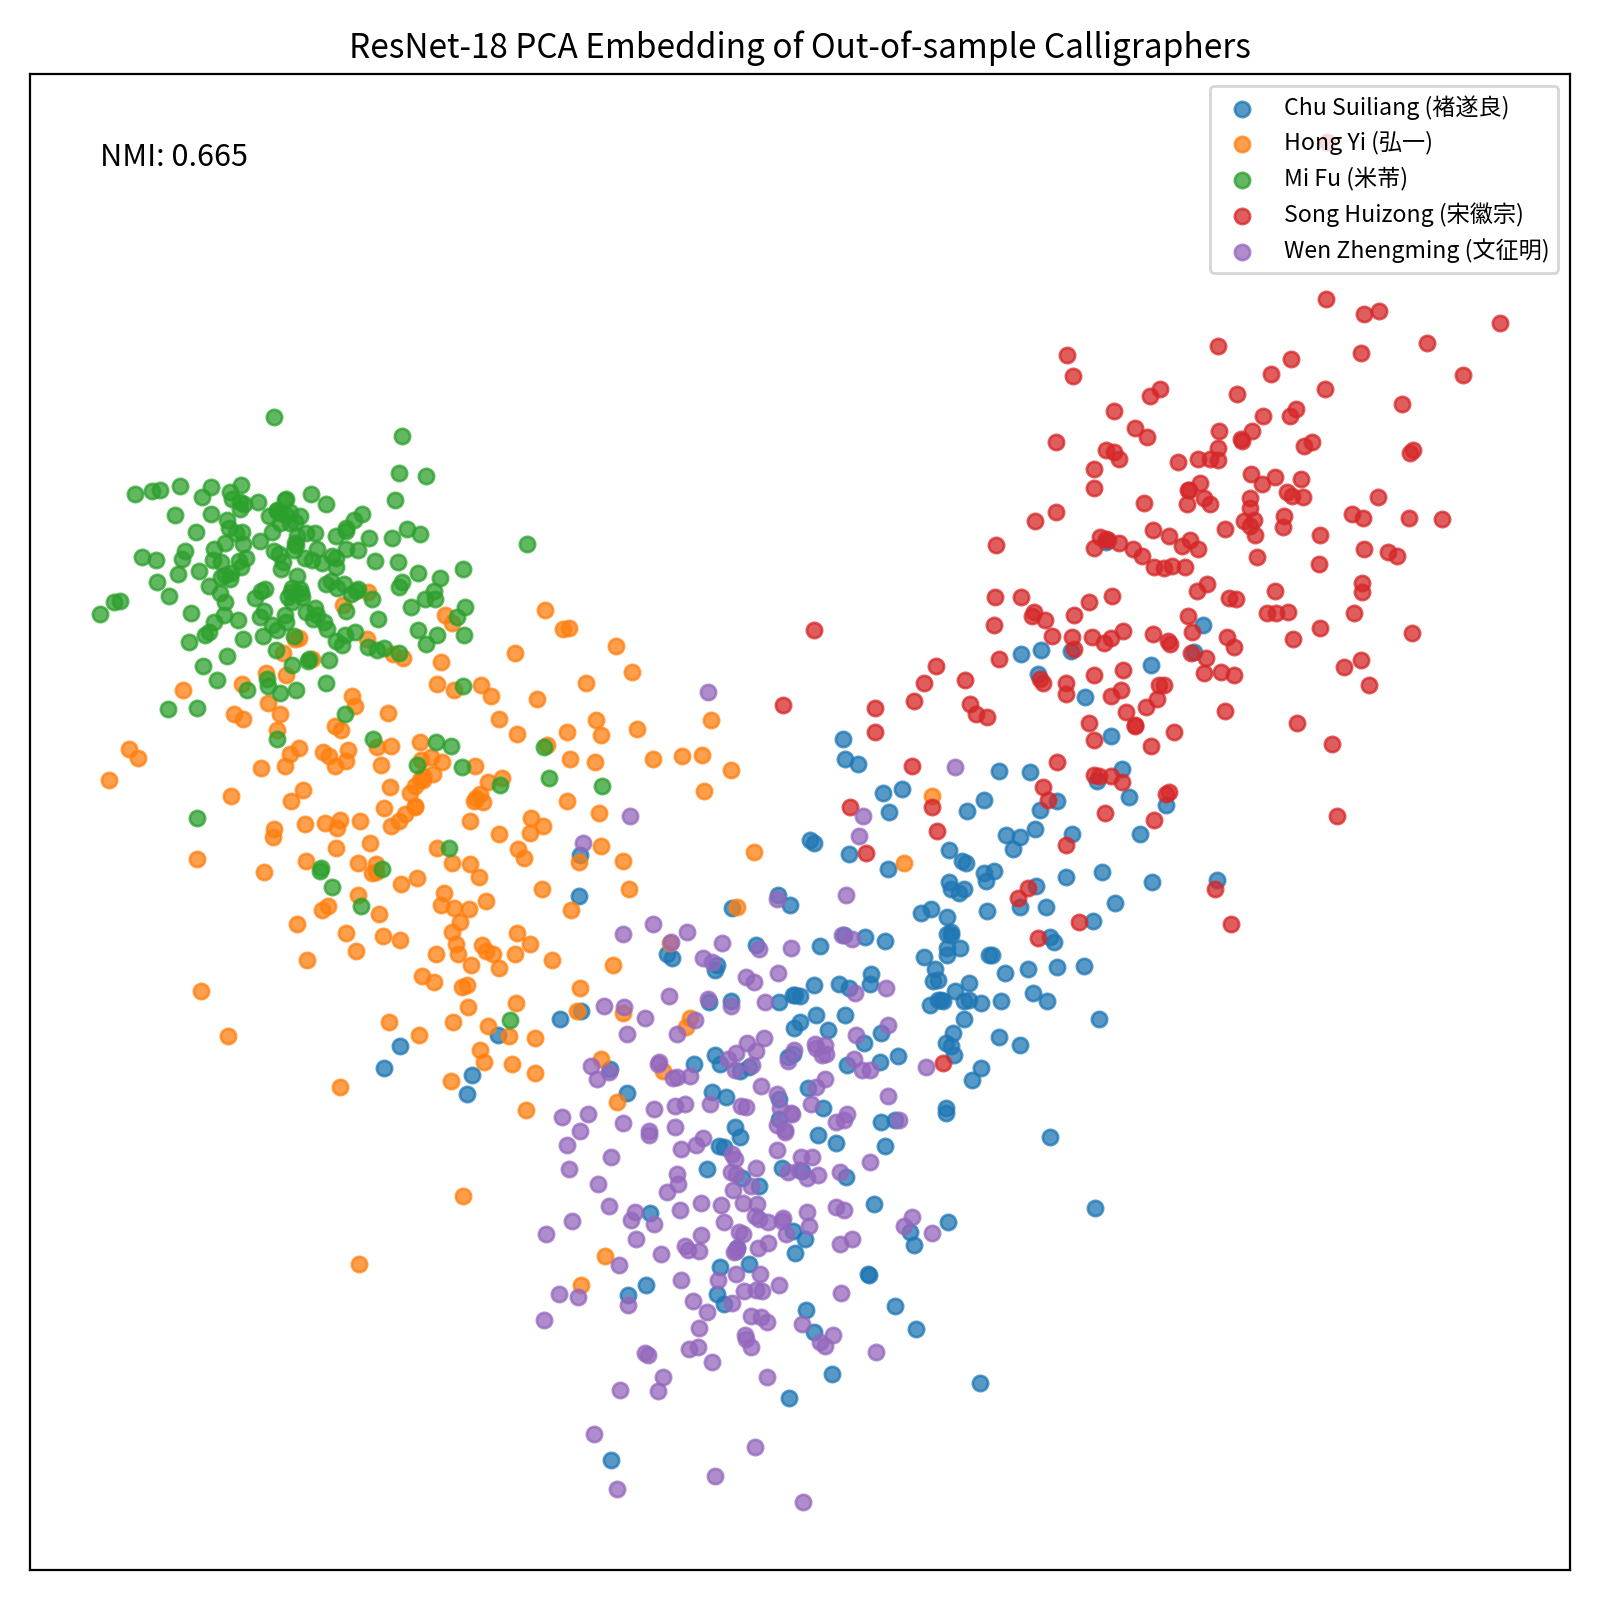 ResNet-18 PCA Embedding of Out-of-sample Calligraphers
NMI: 0.665
Chu Suiliang (褚遂良)
Hong Yi (弘一)
Mi Fu (米芾)
Song Huizong (宋徽宗)
Wen Zhengming (文征明)